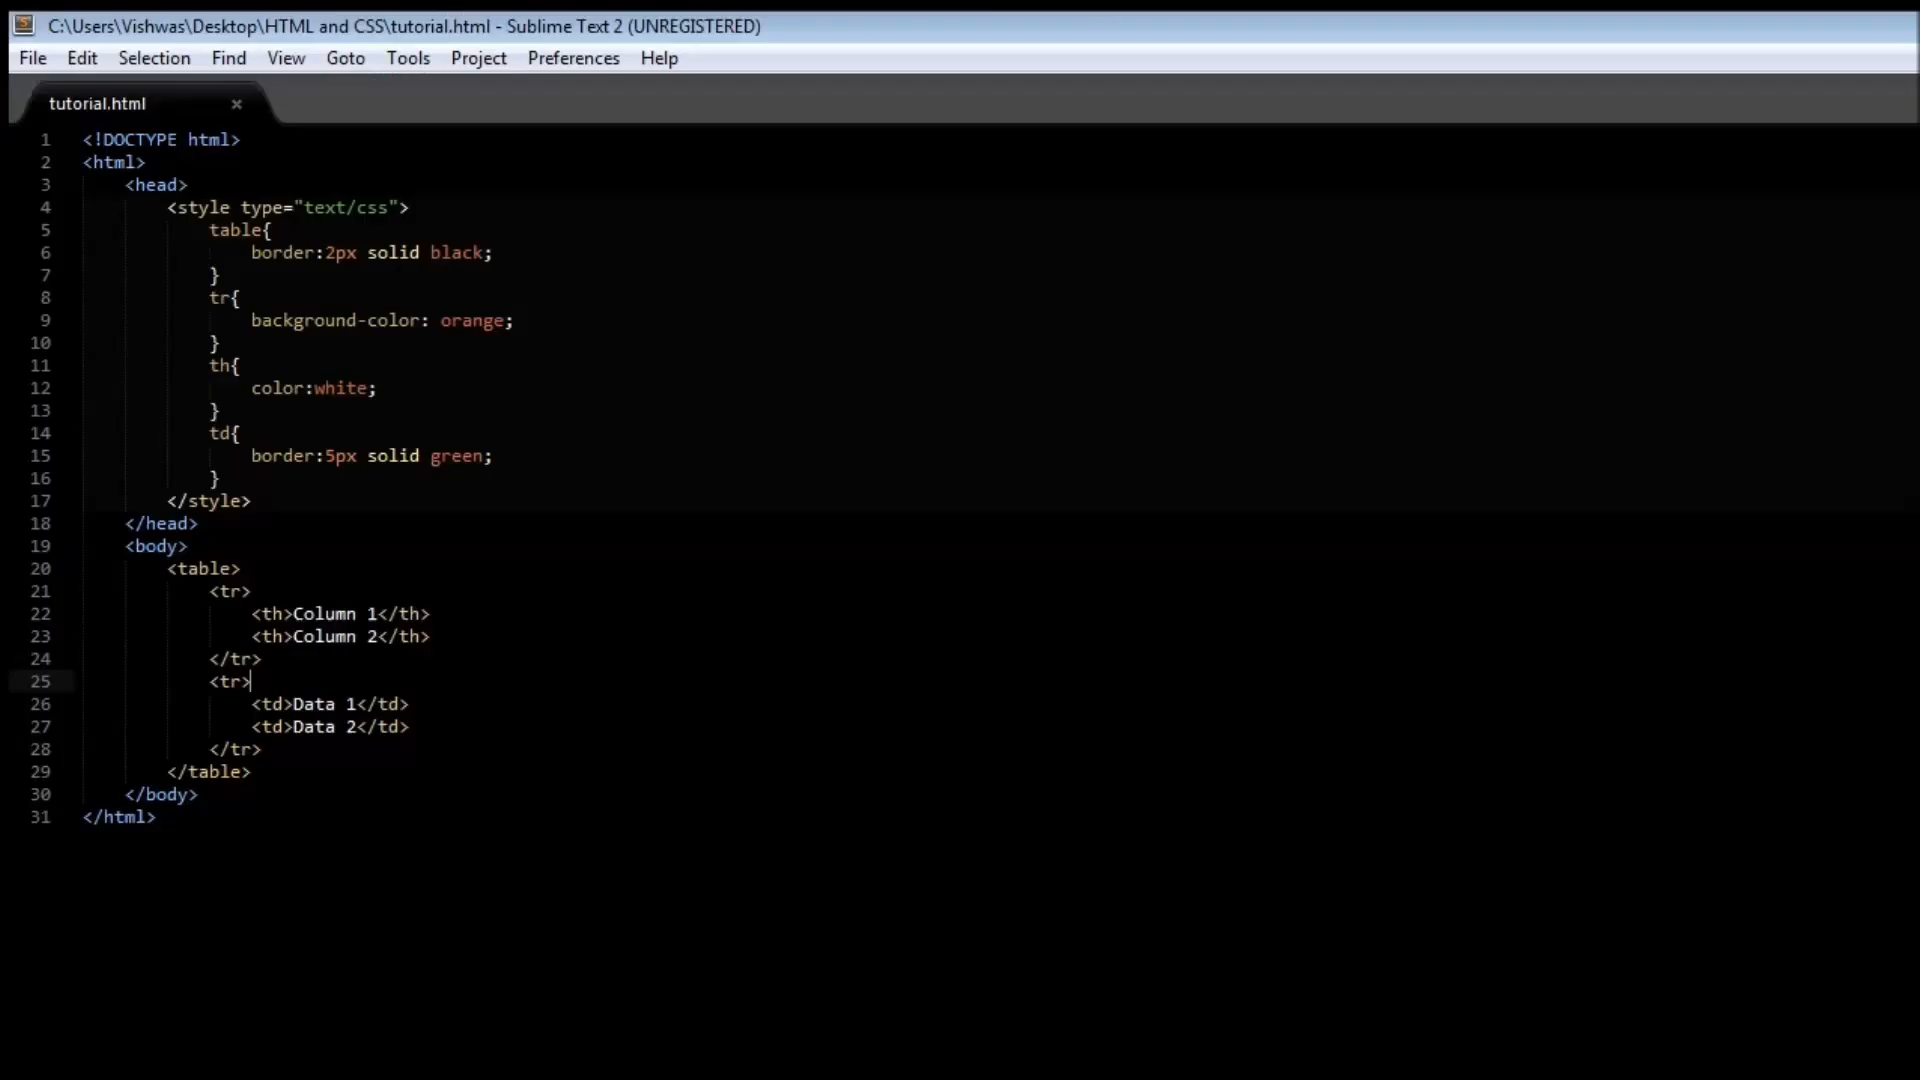 C:\Users\Vishwas\Desktop\HTML and CSS\tutorial.html - Sublime Text 2 (UNREGISTERED)
File Edit Selection Find View Goto Tools Project Preferences Help
tutorial.html ×
1 <!DOCTYPE html>
2 <html>
3 <head>
4 <style type="text/css">
5 table{
6 border:2px solid black;
7 }
8 tr{
9 background-color: orange;
10 }
11 th{
12 color:white;
13 }
14 td{
15 border:5px solid green;
16 }
17 </style>
18 </head>
19 <body>
20 <table>
21 <tr>
22 <th>Column 1</th>
23 <th>Column 2</th>
24 </tr>
25 <tr>
26 <td>Data 1</td>
27 <td>Data 2</td>
28 </tr>
29 </table>
30 </body>
31 </html>